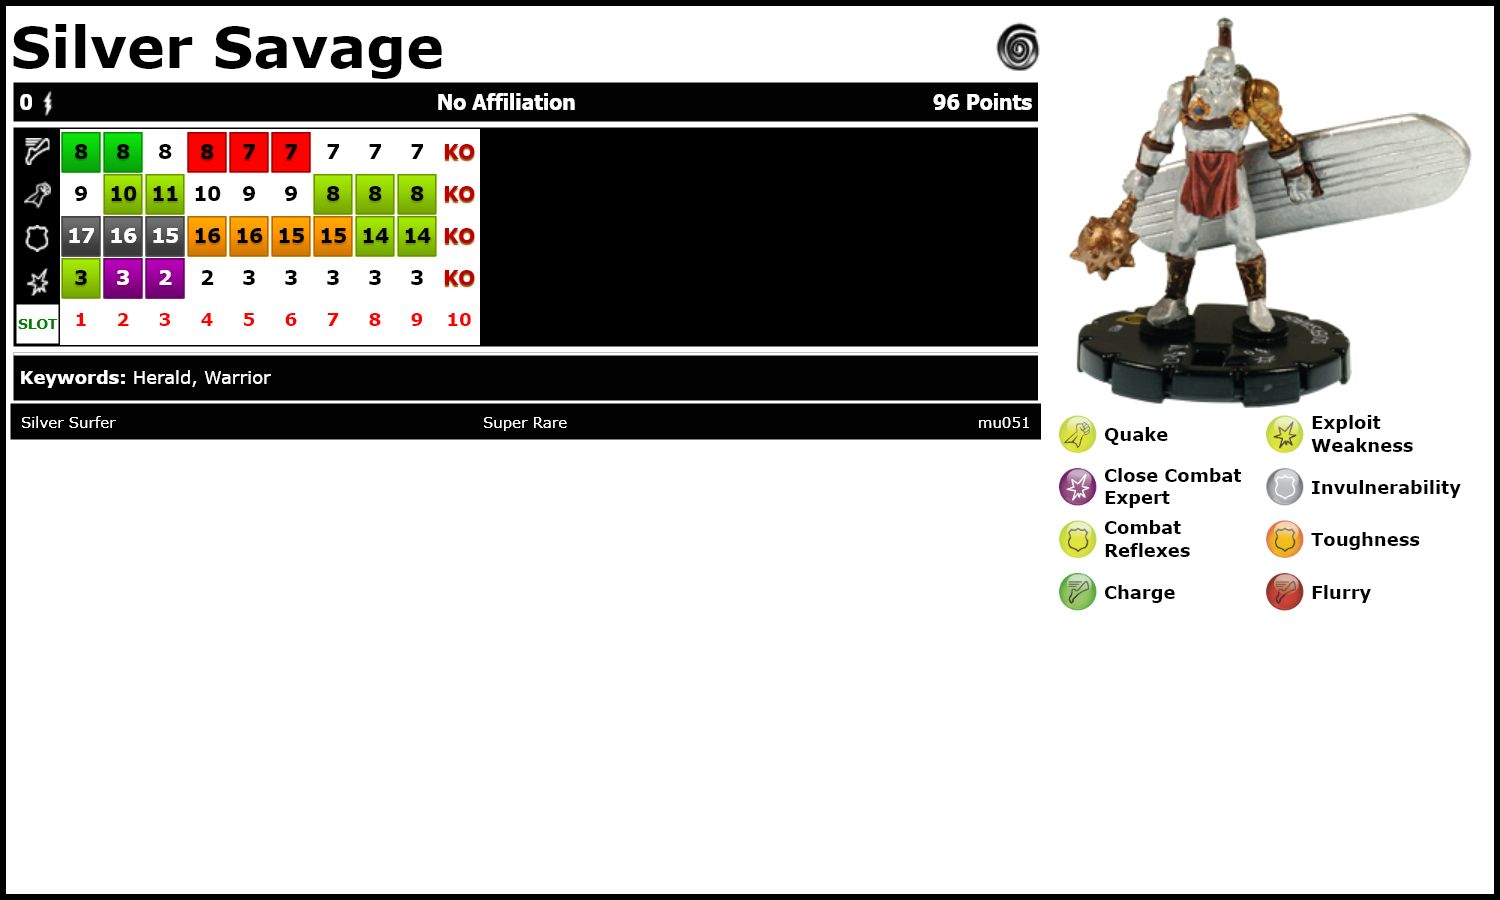 Silver Savage
0 No Affiliation 96 Points
8 8 8 8 7 7 7 7 7 KO
9 10 11 10 9 9 8 8 8 KO
17 16 15 16 16 15 15 14 14 KO
3 3 2 2 3 3 3 3 3 KO
SLOT 1 2 3 4 5 6 7 8 9 10
Keywords: Herald, Warrior
Silver Surfer Super Rare mu051
Quake
Exploit
Weakness
Close Combat
Expert
Invulnerability
Combat
Reflexes
Toughness
Charge
Flurry